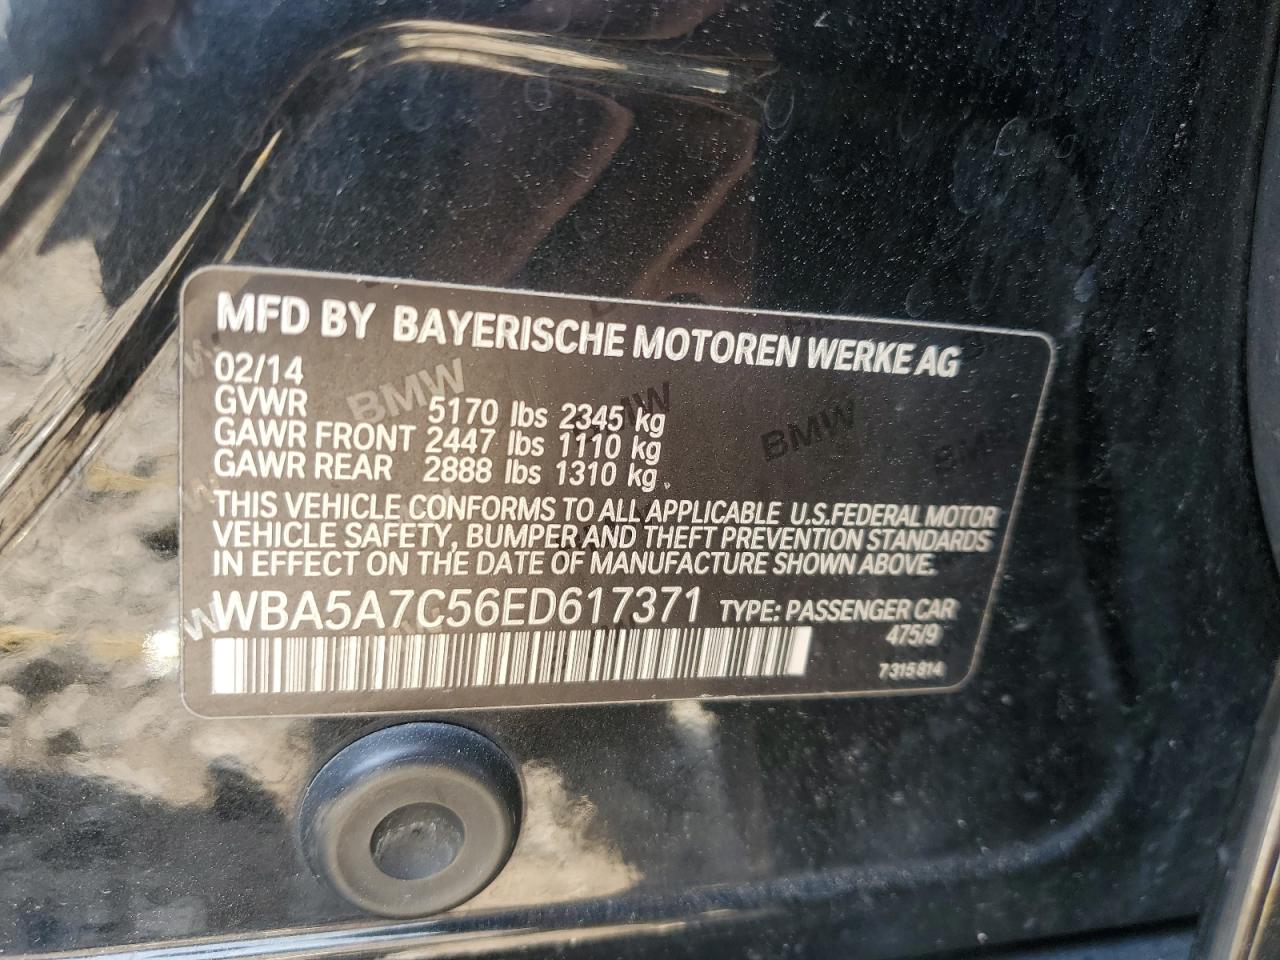 MFD BY BAYERISCHE MOTOREN WERKE AG
02/14
GVWR 5170 lbs 2345 kg
GAWR FRONT 2447 lbs 1110 kg
GAWR REAR 2888 lbs 1310 kg
THIS VEHICLE CONFORMS TO ALL APPLICABLE U.S.FEDERAL MOTOR
VEHICLE SAFETY, BUMPER AND THEFT PREVENTION STANDARDS
IN EFFECT ON THE DATE OF MANUFACTURE SHOWN ABOVE.
WBA5A7C56ED617371 TYPE: PASSENGER CAR
475/9
7 315 814
BMW
BMW